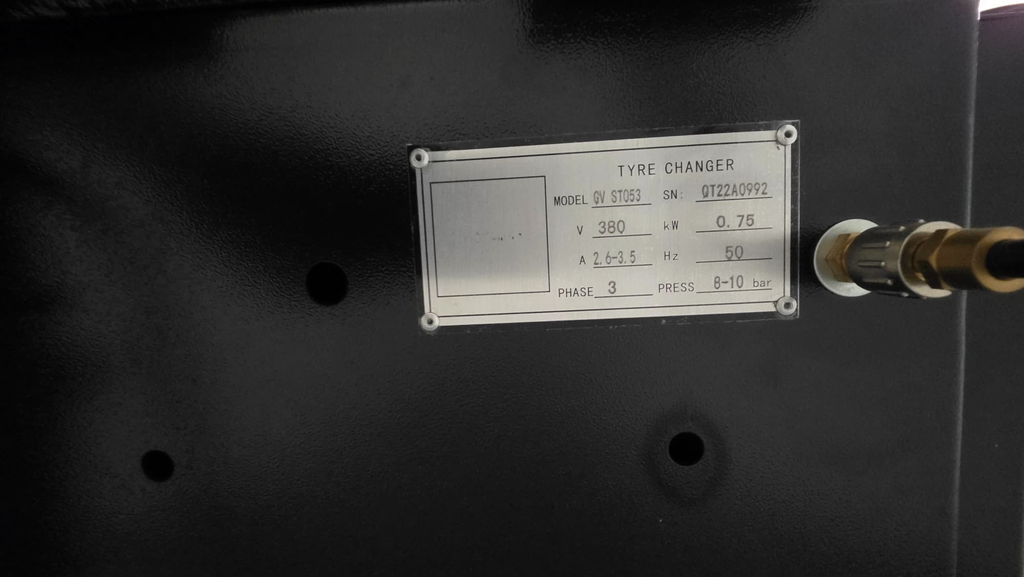 TYRE CHANGER
MODEL GV ST053 SN: QT22A0992
V 380 kW 0.75
A 2.6-3.5 Hz 50
PHASE 3 PRESS 8-10 bar